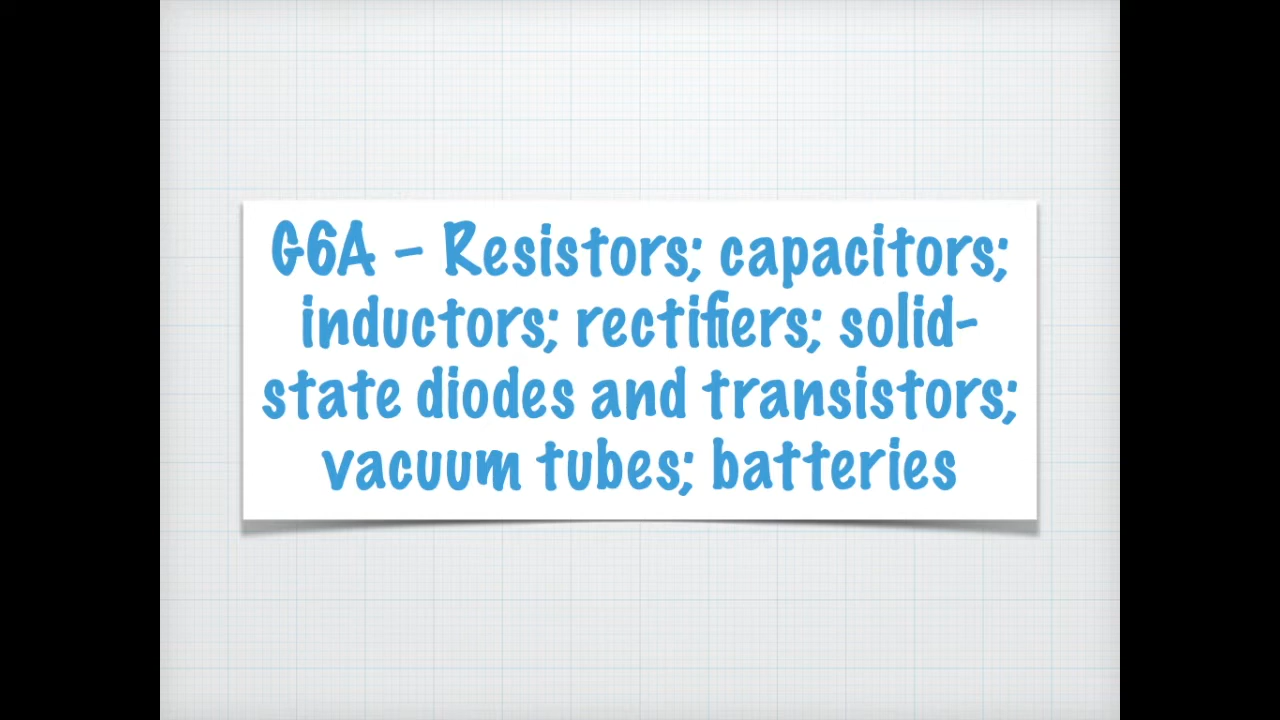 G6A – Resistors; capacitors;
inductors; rectifiers; solid-
state diodes and transistors;
vacuum tubes; batteries